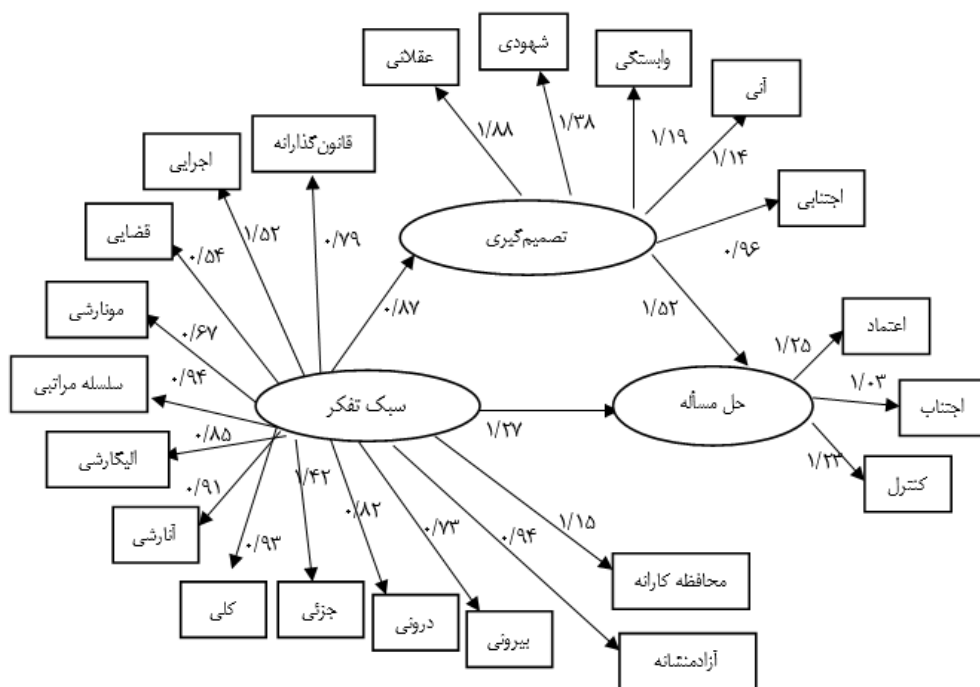 عقلائی
شهودی
وابستگی
آنی
۱/۸۸
۱/۳۸
۱/۱۹
۱/۱۴
اجرایی
قانون‌گذارانه
اجتنابی
قضایی
۱/۵۲
۰/۷۹
تصمیم‌گیری
۰/۹۶
۰/۵۴
مونارشی
۰/۸۷
۱/۵۲
اعتماد
۰/۶۷
۱/۲۵
سلسله مراتبی
۰/۹۴
سبک تفکر
حل مسأله
۱/۰۳
اجتناب
۱/۲۷
الیگارشی
۰/۸۵
۱/۲۳
کنترل
آنارشی
۰/۹۱
۰/۹۳
۱/۴۲
۰/۸۲
۰/۷۳
۰/۹۴
۱/۱۵
محافظه کارانه
کلی
جزئی
درونی
بیرونی
آزادمنشانه